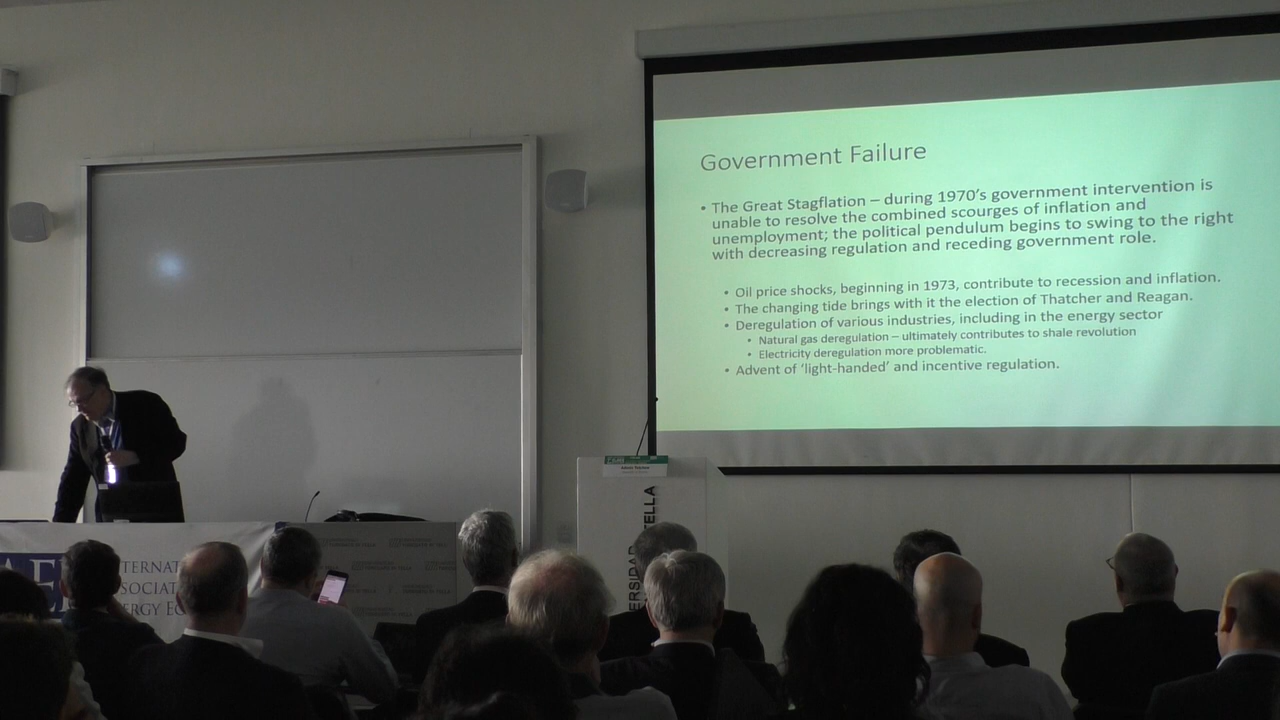 Government Failure
• The Great Stagflation – during 1970's government intervention is
unable to resolve the combined scourges of inflation and
unemployment; the political pendulum begins to swing to the right
with decreasing regulation and receding government role.
• Oil price shocks, beginning in 1973, contribute to recession and inflation.
• The changing tide brings with it the election of Thatcher and Reagan.
• Deregulation of various industries, including in the energy sector
• Natural gas deregulation – ultimately contributes to shale revolution
• Electricity deregulation more problematic.
• Advent of 'light-handed' and incentive regulation.